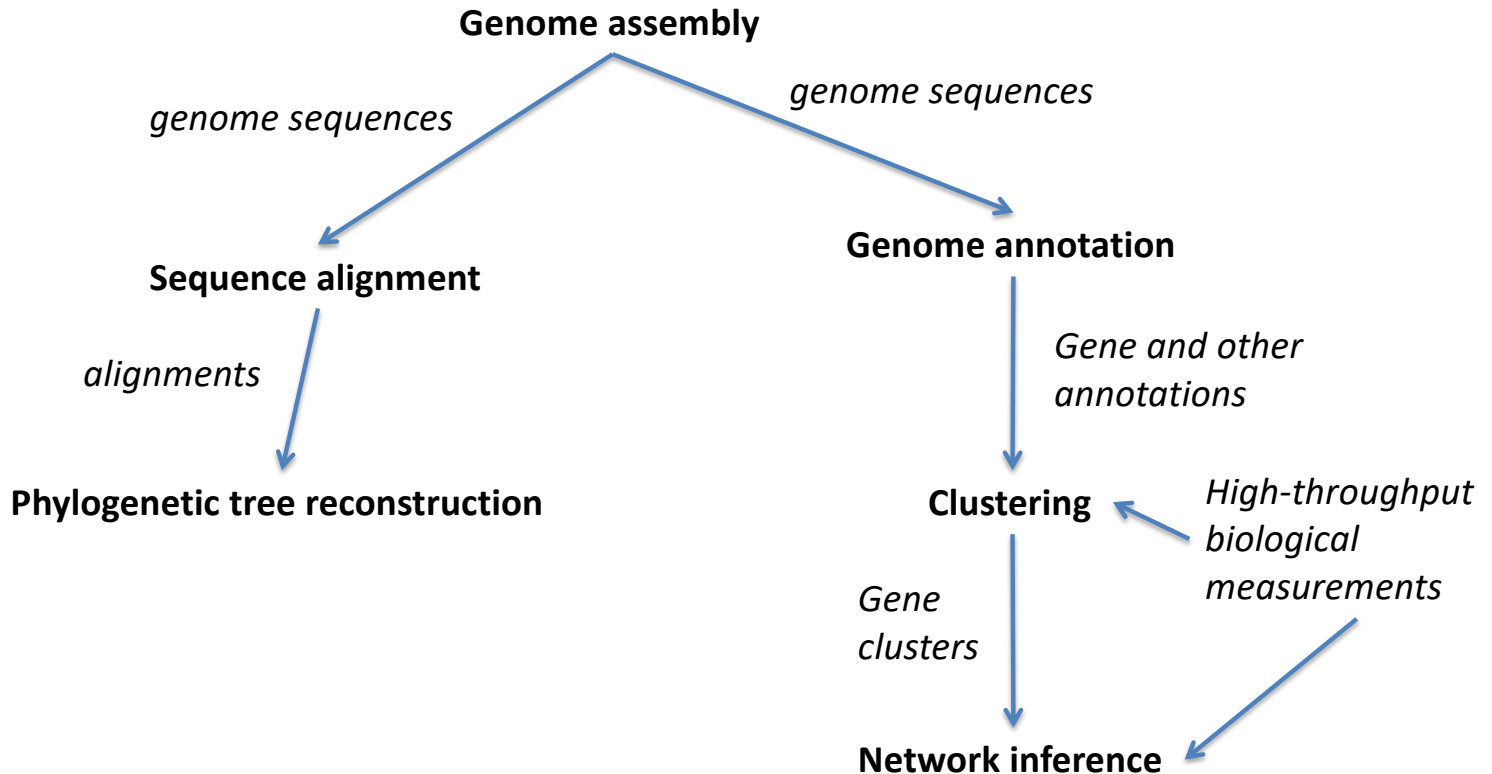 Genome assembly
genome sequences
genome sequences
Sequence alignment
Genome annotation
alignments
Gene and other
annotations
Phylogenetic tree reconstruction
Clustering
High-throughput
biological
measurements
Gene
clusters
Network inference